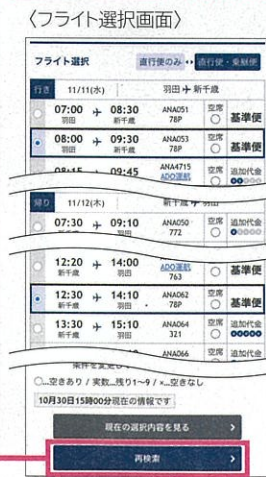 〈フライト選択画面〉
フライト選択 直行便のみ 直行便・乗継便
行き 11/11(水) 羽田 新千歳
07:00 08:30 ANA051 空席 基準便
羽田 新千歳 78P ○
08:00 09:30 ANA053 空席 基準便
羽田 新千歳 78P ○
09:45 ANA4715 空席 追加代金
ADO運航
帰り 11/12(木) 新千歳 羽田
07:30 09:10 ANA050 空席 追加代金
新千歳 羽田 772 ○
12:20 14:00 ADO運航 基準便
新千歳 羽田 763 ○
12:30 14:10 ANA062 空席 基準便
新千歳 羽田 78P ○
13:30 15:10 ANA064 空席 追加代金
新千歳 羽田 321 ○
ANA066 空席 追加代金
○…空きあり / 実数…残り1~9 / ×…空きなし
10月30日15時00分現在の情報です
現在の選択内容を見る >
再検索 >